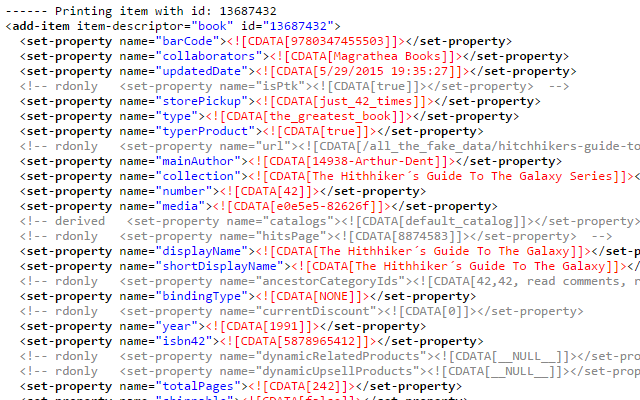 ------ Printing item with id: 13687432
<add-item item-descriptor="book" id="13687432">
<set-property name="barCode"><![CDATA[9780347455503]]></set-property>
<set-property name="collaborators"><![CDATA[Magrathea Books]]></set-property>
<set-property name="updatedDate"><![CDATA[5/29/2015 19:35:27]]></set-property>
<!-- rdonly   <set-property name="isPtk"><![CDATA[true]]></set-property>  -->
<set-property name="storePickup"><![CDATA[just_42_times]]></set-property>
<set-property name="type"><![CDATA[the_greatest_book]]></set-property>
<set-property name="typerProduct"><![CDATA[true]]></set-property>
<!-- rdonly   <set-property name="url"><![CDATA[/all_the_fake_data/hitchhikers-guide-to
<set-property name="mainAuthor"><![CDATA[14938-Arthur-Dent]]></set-property>
<set-property name="collection"><![CDATA[The Hithhiker´s Guide To The Galaxy Series]]></set-property>
<set-property name="number"><![CDATA[42]]></set-property>
<set-property name="media"><![CDATA[e0e5e5-82626f]]></set-property>
<!-- derived   <set-property name="catalogs"><![CDATA[default_catalog]]></set-property>
<!-- rdonly   <set-property name="hitsPage"><![CDATA[8874583]]></set-property>  -->
<set-property name="displayName"><![CDATA[The Hithhiker´s Guide To The Galaxy]]></set-property>
<set-property name="shortDisplayName"><![CDATA[The Hithhiker´s Guide To The Galaxy]]></
<!-- rdonly   <set-property name="ancestorCategoryIds"><![CDATA[42,42, read comments, r
<set-property name="bindingType"><![CDATA[NONE]]></set-property>
<!-- rdonly   <set-property name="currentDiscount"><![CDATA[0]]></set-property>
<set-property name="year"><![CDATA[1991]]></set-property>
<set-property name="isbn42"><![CDATA[5878965412]]></set-property>
<!-- rdonly   <set-property name="dynamicRelatedProducts"><![CDATA[__NULL__]]></set-prop
<!-- rdonly   <set-property name="dynamicUpsellProducts"><![CDATA[__NULL__]]></set-prope
<set-property name="totalPages"><![CDATA[242]]></set-property>